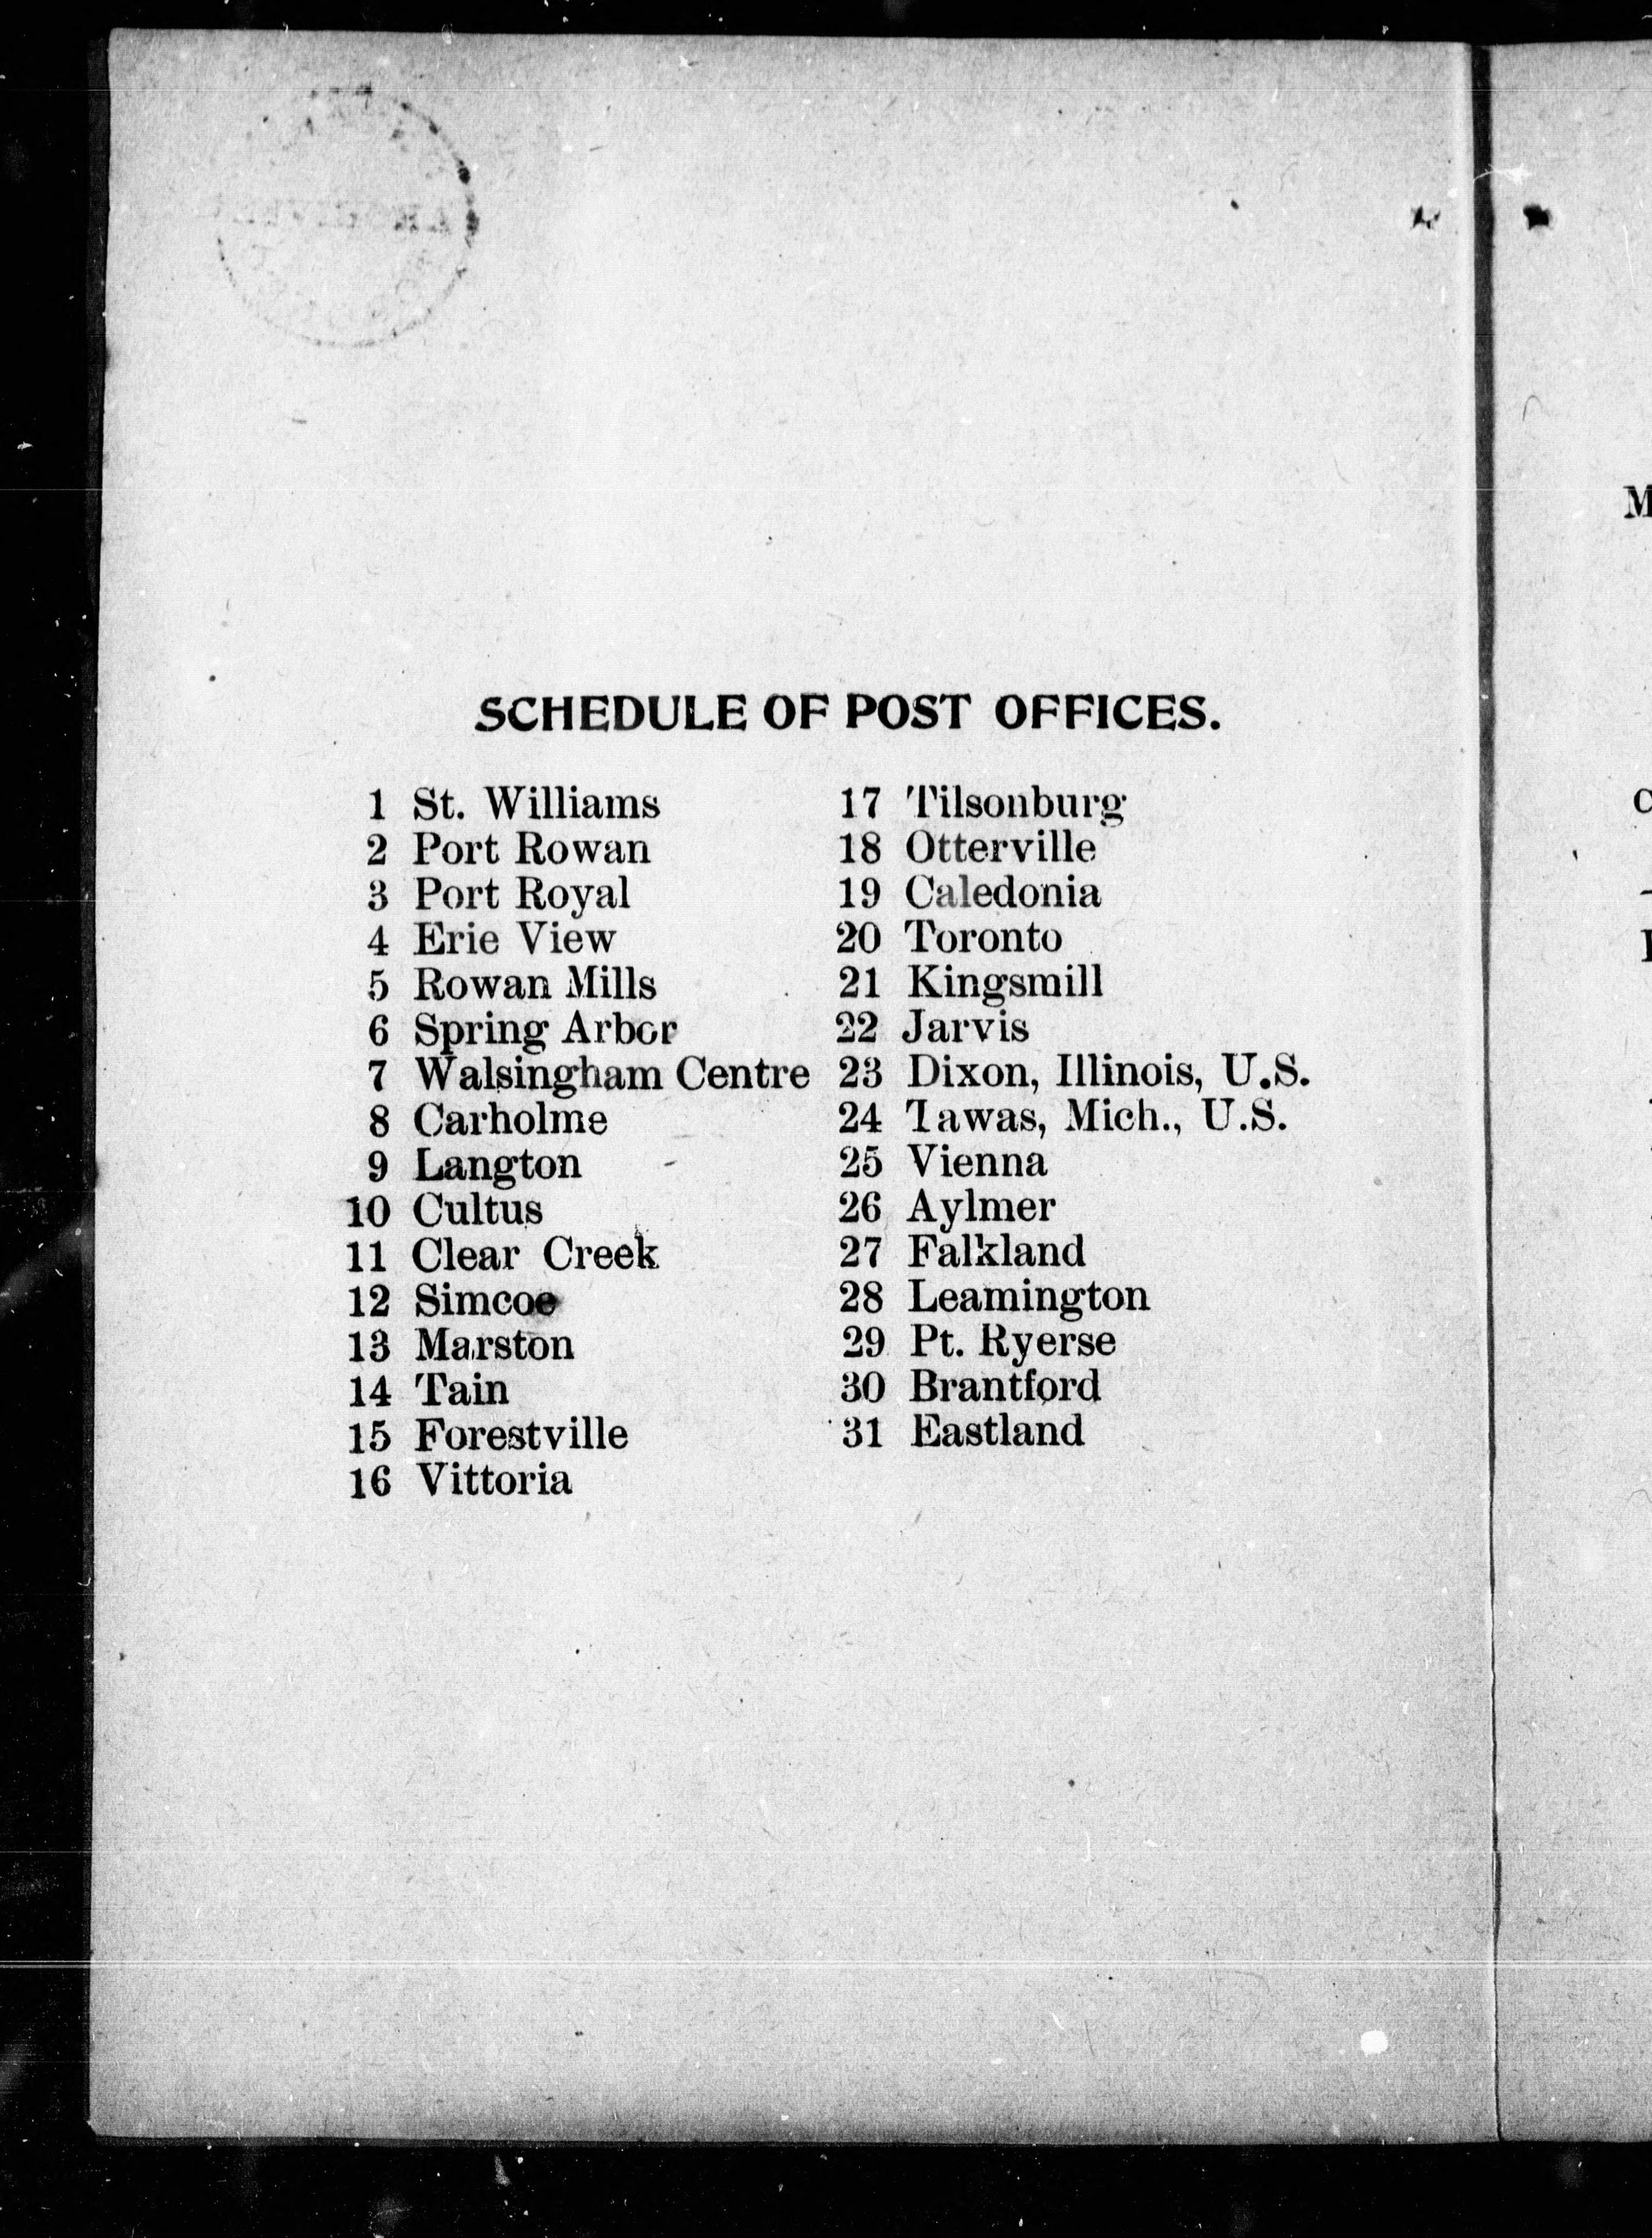 SCHEDULE OF POST OFFICES.
1 St. Williams
2 Port Rowan
3 Port Royal
4 Erie View
5 Rowan Mills
6 Spring Arbor
7 Walsingham Centre
8 Carholme
9 Langton
10 Cultus
11 Clear Creek
12 Simcoe
13 Marston
14 Tain
15 Forestville
16 Vittoria
17 Tilsonburg
18 Otterville
19 Caledonia
20 Toronto
21 Kingsmill
22 Jarvis
23 Dixon, Illinois, U.S.
24 Tawas, Mich., U.S.
25 Vienna
26 Aylmer
27 Falkland
28 Leamington
29 Pt. Ryerse
30 Brantford
31 Eastland